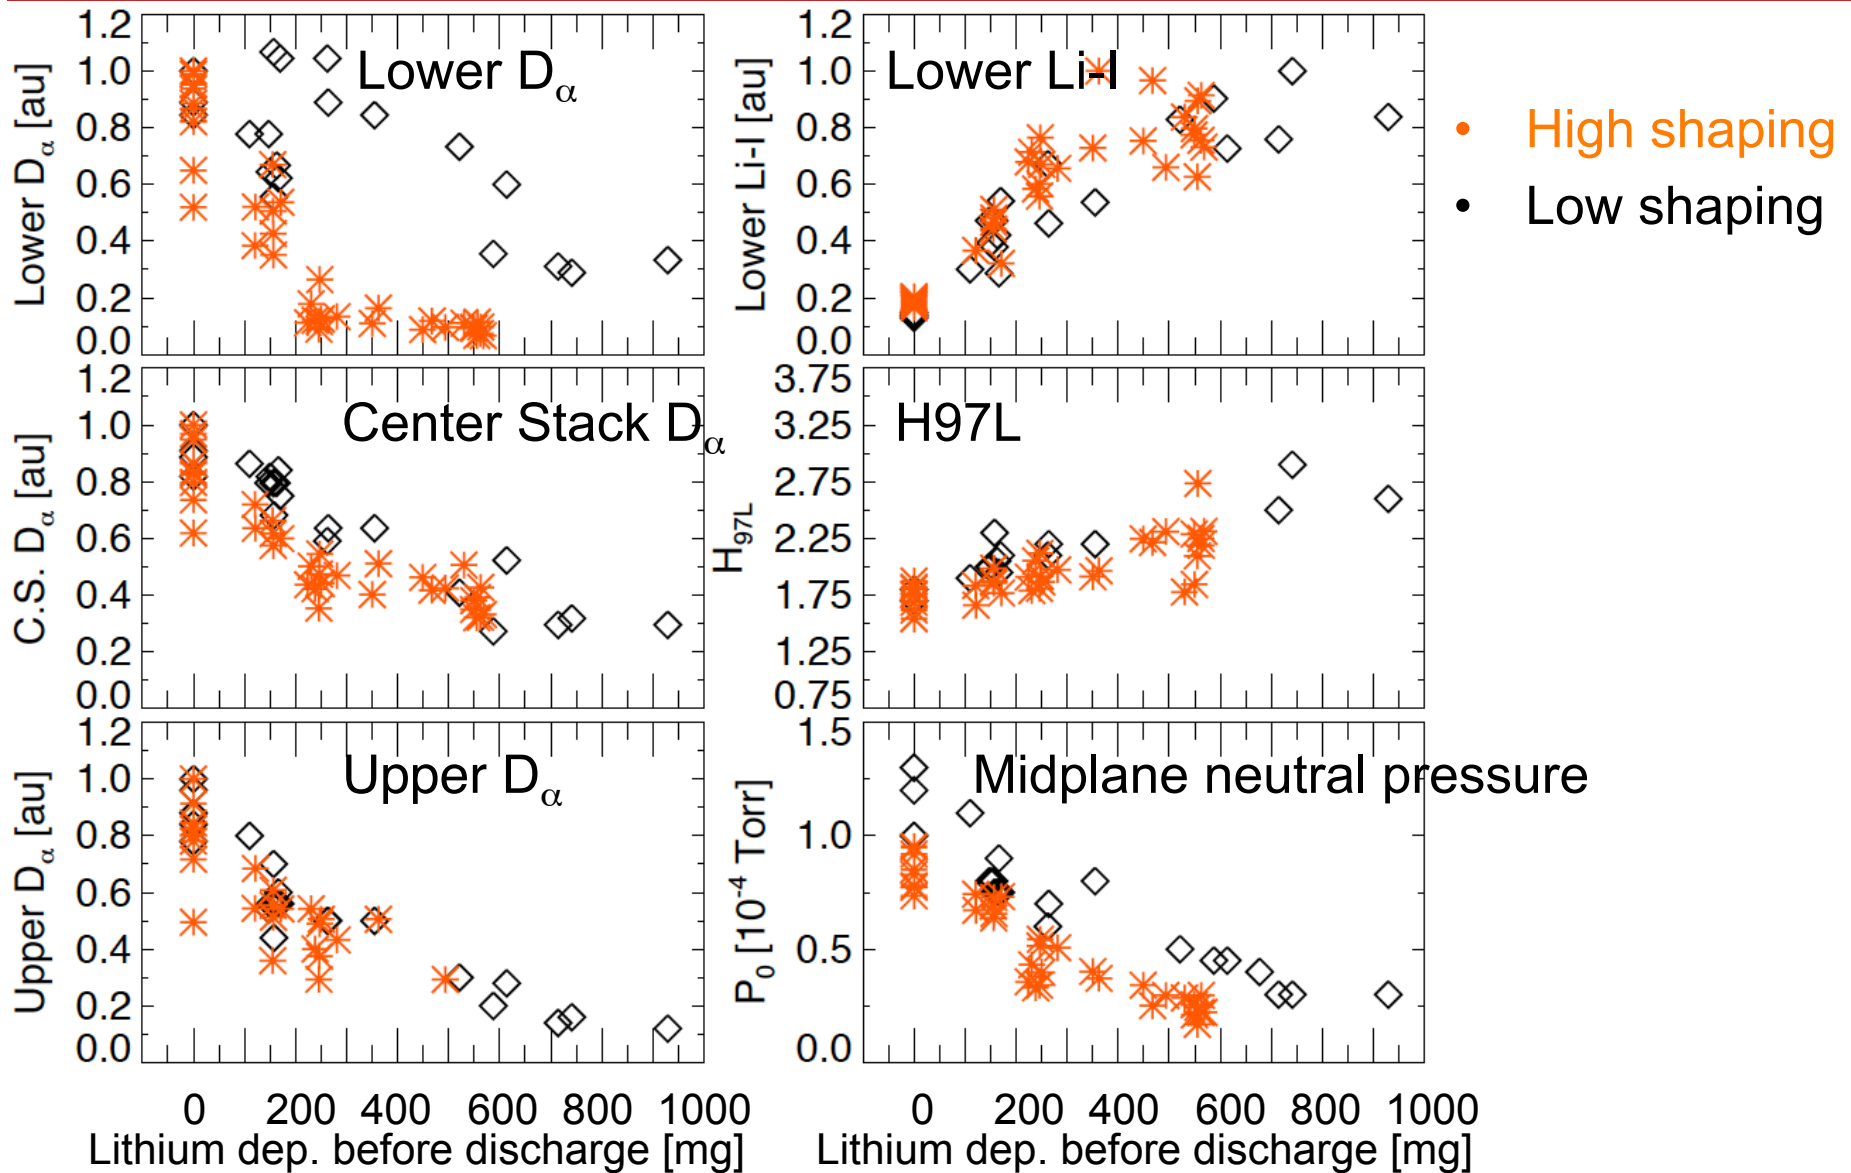 1.2
1.0
0.8
0.6
0.4
0.2
0.0
Lower Dα [au]
Lower Dα
1.2
1.0
0.8
0.6
0.4
0.2
0.0
Lower Li-I [au]
Lower Li-I
• High shaping
• Low shaping
1.2
1.0
0.8
0.6
0.4
0.2
0.0
C.S. Dα [au]
Center Stack Dα
3.75
3.25
2.75
2.25
1.75
1.25
0.75
H97L
H97L
1.2
1.0
0.8
0.6
0.4
0.2
0.0
Upper Dα [au]
Upper Dα
1.5
1.0
0.5
0.0
P0 [10-4 Torr]
Midplane neutral pressure
0 200 400 600 800 1000
Lithium dep. before discharge [mg]
0 200 400 600 800 1000
Lithium dep. before discharge [mg]